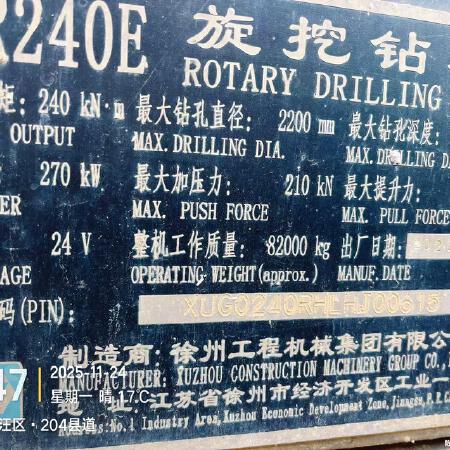 R240E 旋挖钻
ROTARY DRILLING
矩: 240 kN·m 最大钻孔直径: 2200 mm 最大钻孔深度:
OUTPUT MAX. DRILLING DIA. MAX. DRILLING D
270 kW 最大加压力: 210 kN 最大提升力:
ER MAX. PUSH FORCE MAX. PULL FORCE
24 V 整机工作质量: 82000 kg 出厂日期:
AGE OPERATING WEIGHT(approx.) MANUF. DATE
码(PIN): XUG0240RHLHJ00615
制造商: 徐州工程机械集团有限公
MANUFACTURER: XUZHOU CONSTRUCTION MACHINERY GROUP CO.,
地 址: 江苏省徐州市经济开发区工业一
Address: No.1 Industry Area, Xuzhou Economic Development Zone, Jiangsu, P.R.C
47
2025-11-24
星期一 晴 17℃
汪区·204县道